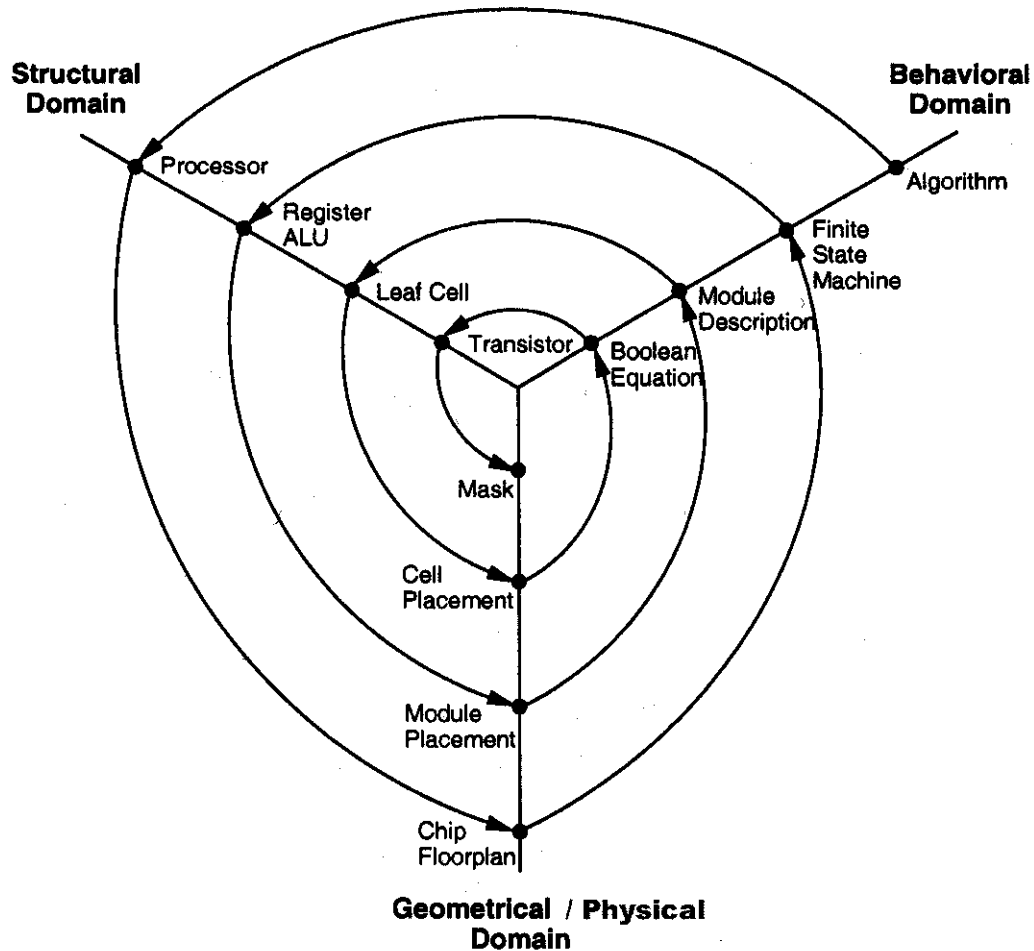 Structural
Domain
Behavioral
Domain
Processor
Algorithm
Register
ALU
Finite
State
Machine
Leaf Cell
Module
Description
Transistor
Boolean
Equation
Mask
Cell
Placement
Module
Placement
Chip
Floorplan
Geometrical / Physical
Domain